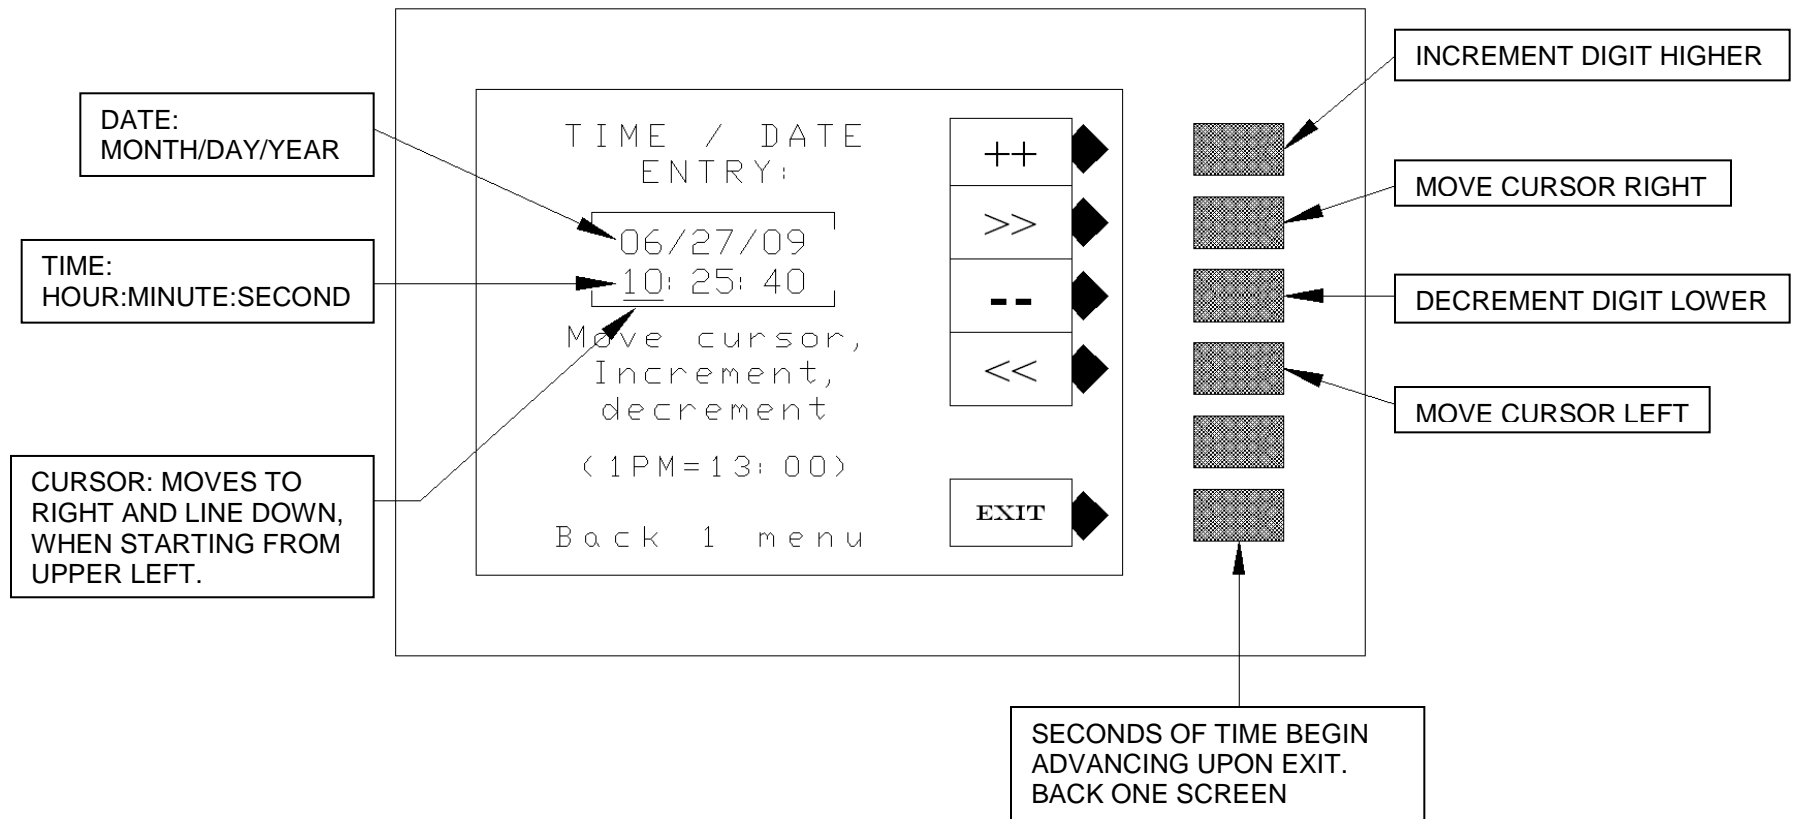 INCREMENT DIGIT HIGHER
DATE:
MONTH/DAY/YEAR
TIME / DATE
ENTRY:
++
MOVE CURSOR RIGHT
>>
06/27/09
TIME:
HOUR:MINUTE:SECOND
10: 25: 40
--
DECREMENT DIGIT LOWER
Move cursor,
Increment,
decrement
<<
MOVE CURSOR LEFT
(1PM=13:00)
CURSOR: MOVES TO
RIGHT AND LINE DOWN,
WHEN STARTING FROM
UPPER LEFT.
EXIT
Back 1 menu
SECONDS OF TIME BEGIN
ADVANCING UPON EXIT.
BACK ONE SCREEN